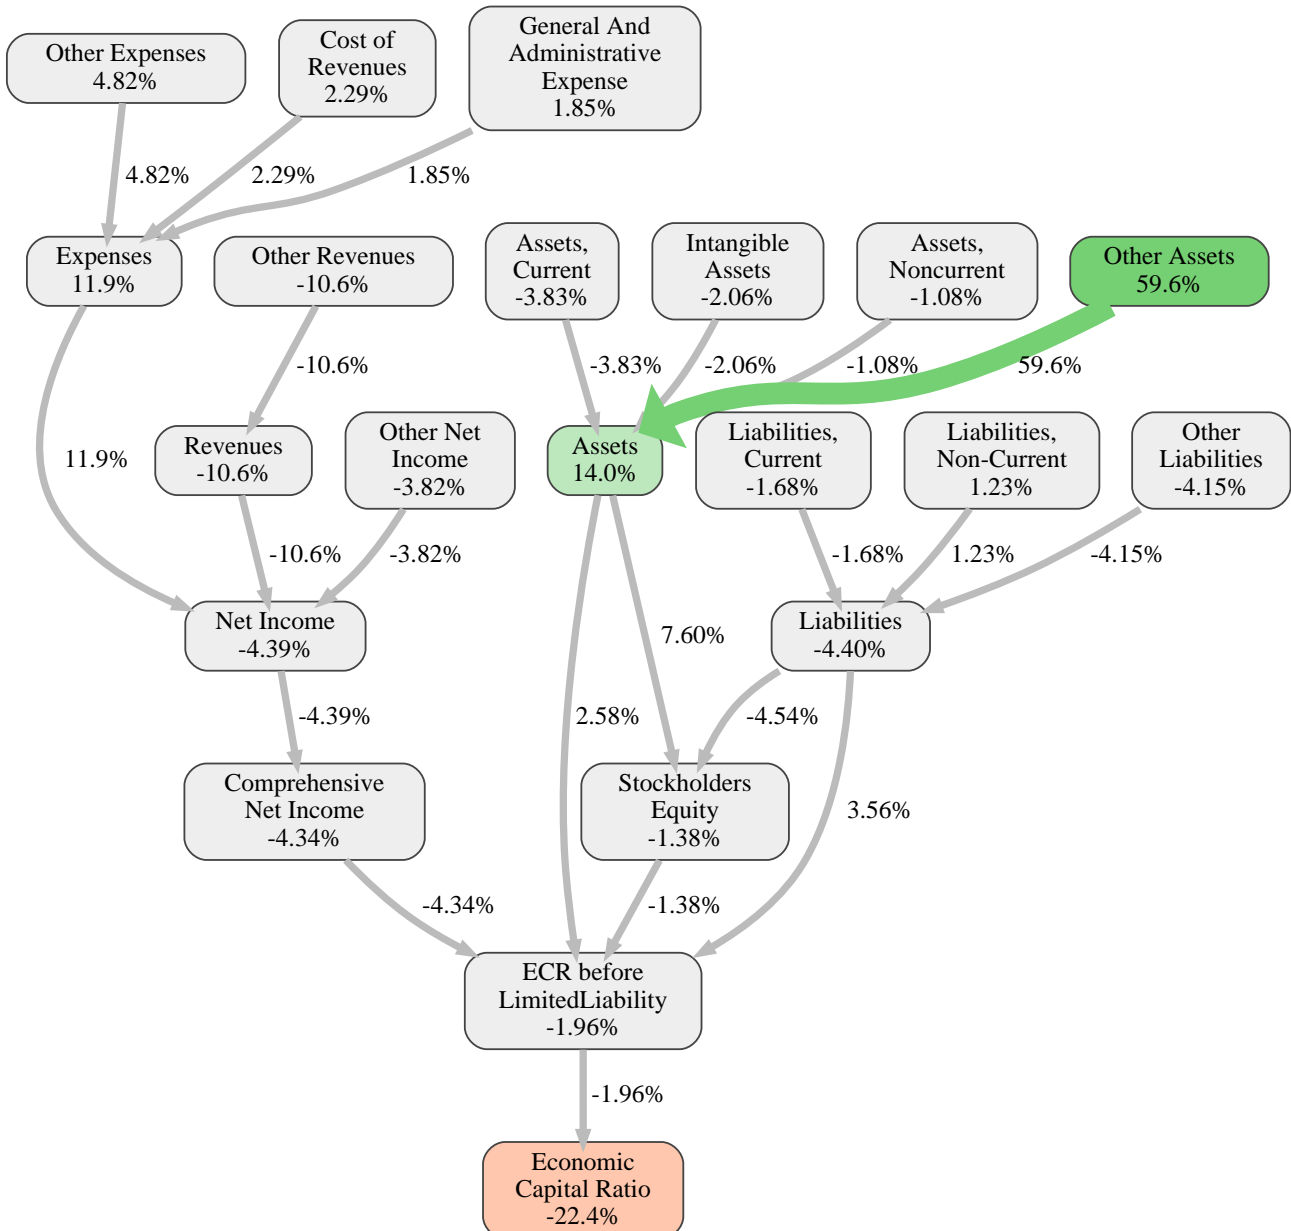 Other Expenses
4.82%
Cost of
Revenues
2.29%
General And
Administrative
Expense
1.85%
4.82%
2.29%
1.85%
Expenses
11.9%
Other Revenues
-10.6%
Assets,
Current
-3.83%
Intangible
Assets
-2.06%
Assets,
Noncurrent
-1.08%
Other Assets
59.6%
-10.6%
-3.83%
-2.06%
-1.08%
59.6%
11.9%
Revenues
-10.6%
Other Net
Income
-3.82%
Assets
14.0%
Liabilities,
Current
-1.68%
Liabilities,
Non-Current
1.23%
Other
Liabilities
-4.15%
-10.6%
-3.82%
-1.68%
1.23%
-4.15%
Net Income
-4.39%
7.60%
Liabilities
-4.40%
-4.39%
2.58%
-4.54%
Comprehensive
Net Income
-4.34%
Stockholders
Equity
-1.38%
3.56%
-4.34%
-1.38%
ECR before
LimitedLiability
-1.96%
-1.96%
Economic
Capital Ratio
-22.4%